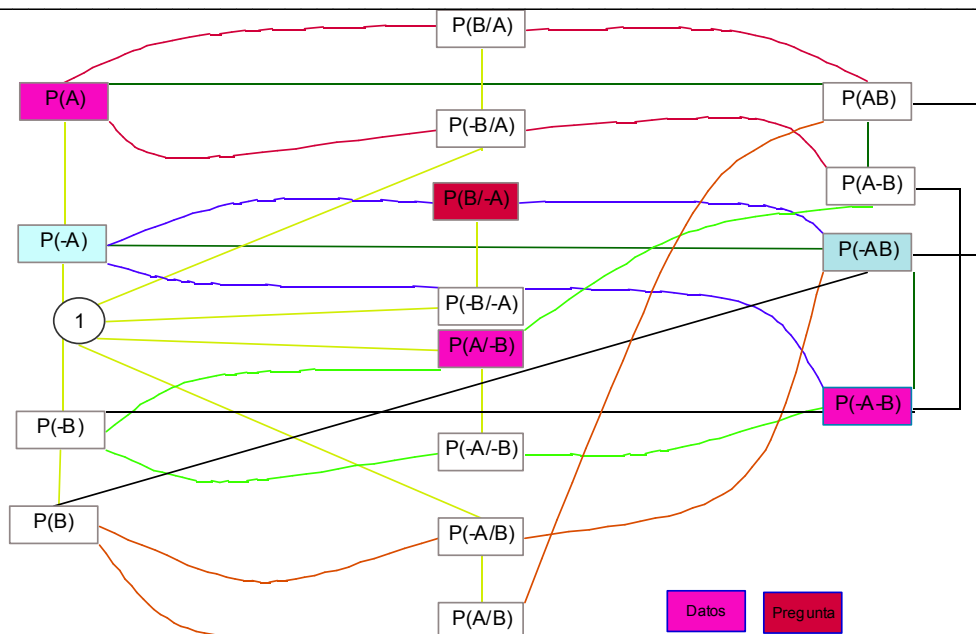 P(B/A)
P(A)
P(AB)
P(-B/A)
P(A-B)
P(B/-A)
P(-A)
P(-AB)
P(-B/-A)
1
P(A/-B)
P(-A-B)
P(-B)
P(-A/-B)
P(B)
P(-A/B)
P(A/B)
Datos
Pregunta